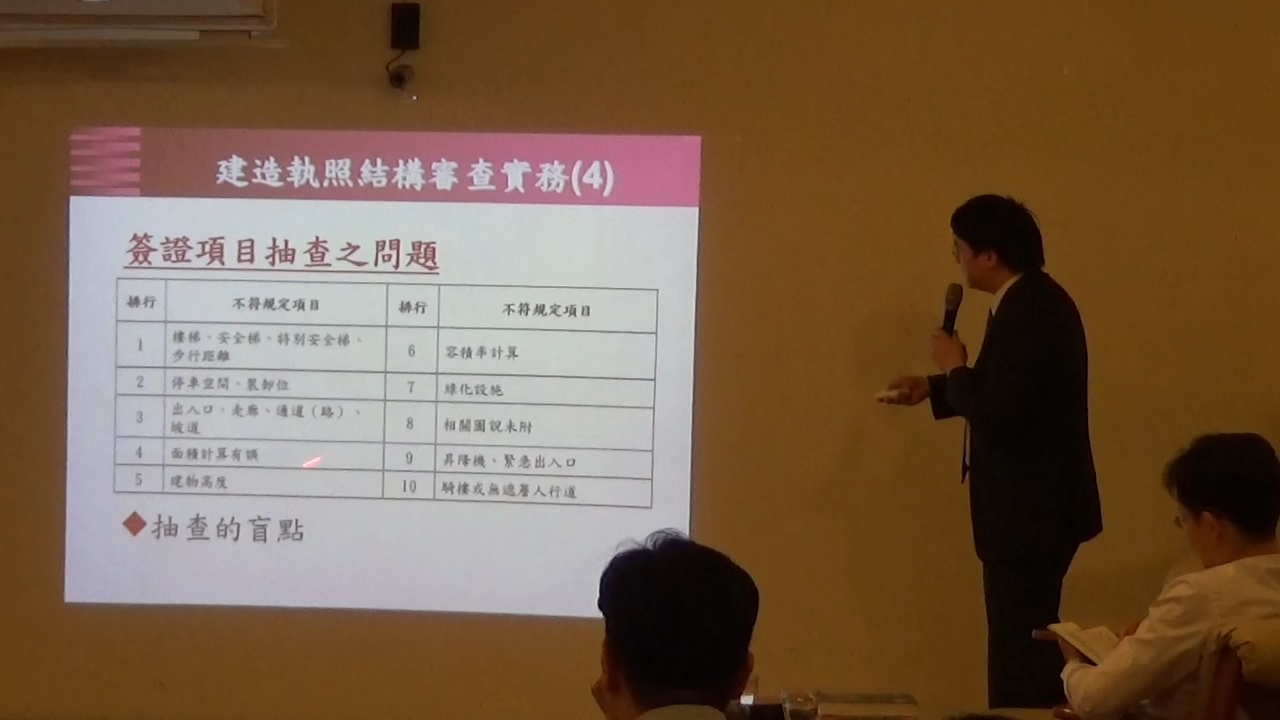 建造執照結構審查實務(4)
簽證項目抽查之問題
排行 不符規定項目 排行 不符規定項目
1 樓梯、安全梯、特別安全梯、
步行距離
6 容積率計算
2 停車空間、裝卸位 7 綠化設施
3 出入口、走廊、通道（路）、
坡道
8 相關圖說未附
4 面積計算有誤 9 昇降機、緊急出入口
5 建物高度 10 騎樓或無遮簷人行道
◆抽查的盲點